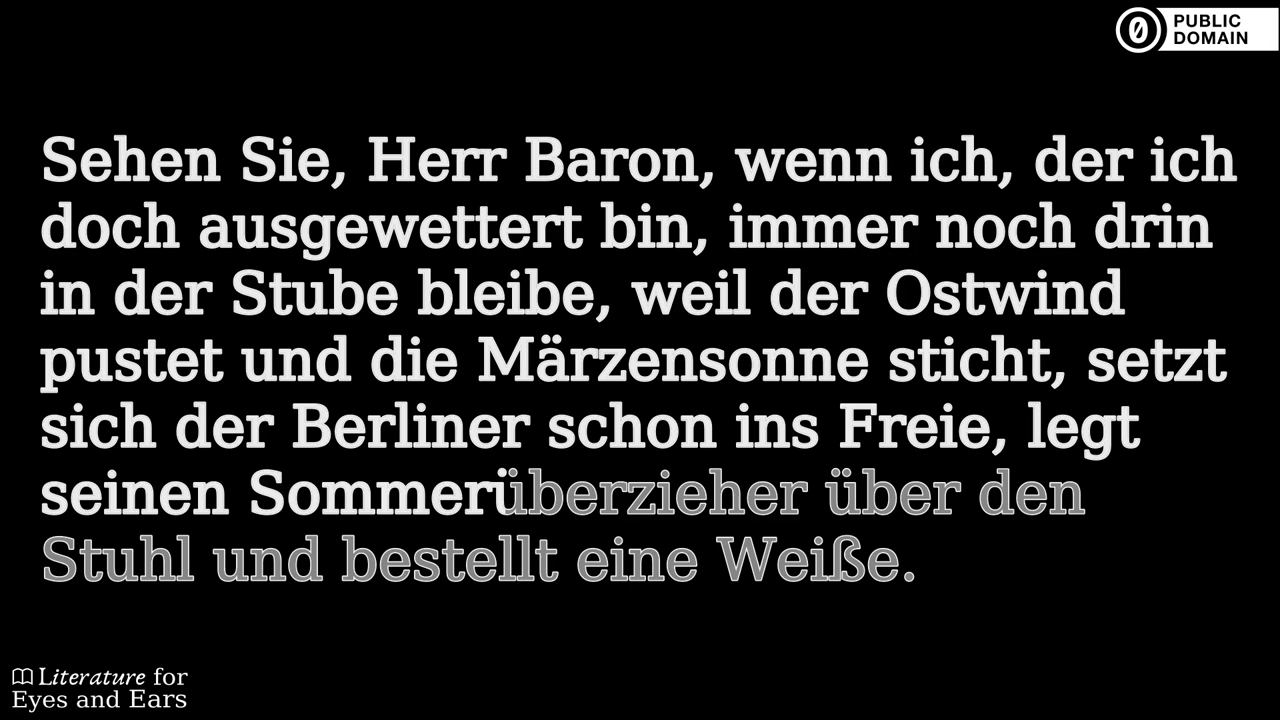 PUBLIC
DOMAIN
Sehen Sie, Herr Baron, wenn ich, der ich
doch ausgewettert bin, immer noch drin
in der Stube bleibe, weil der Ostwind
pustet und die Märzensonne sticht, setzt
sich der Berliner schon ins Freie, legt
seinen Sommerüberzieher über den
Stuhl und bestellt eine Weiße.
Literature for
Eyes and Ears